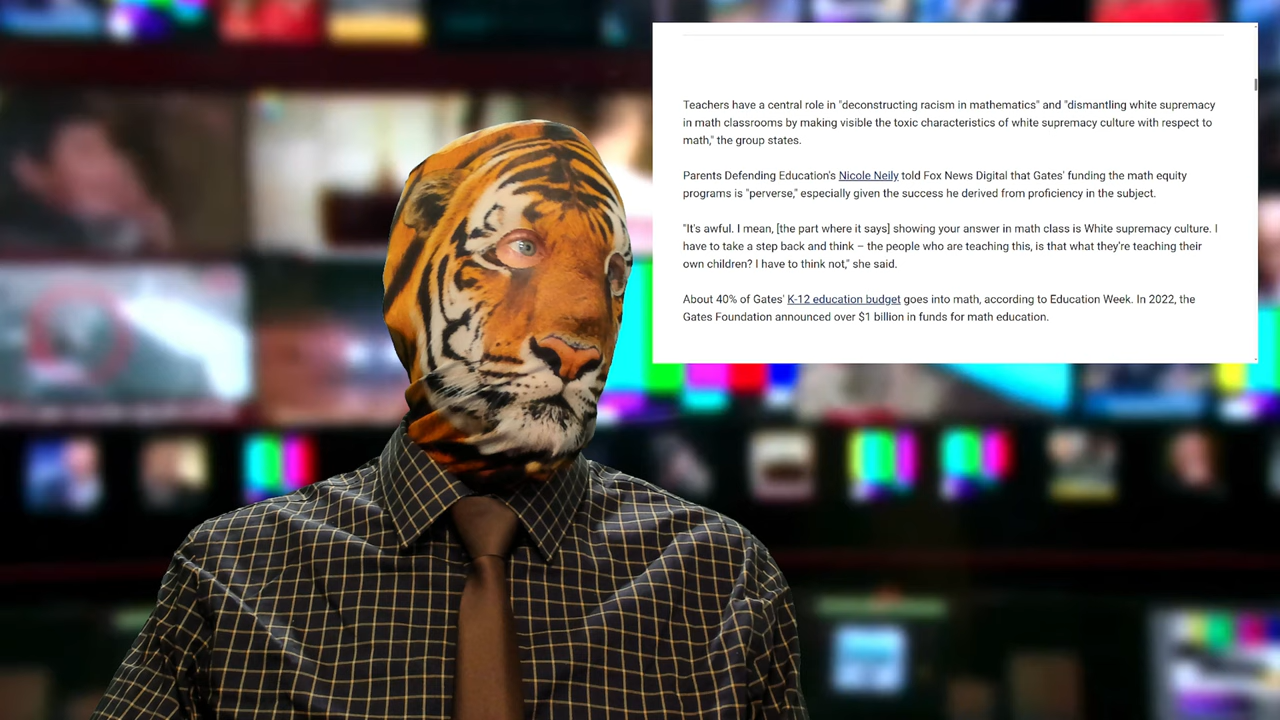 Teachers have a central role in "deconstructing racism in mathematics" and "dismantling white supremacy
in math classrooms by making visible the toxic characteristics of white supremacy culture with respect to
math," the group states.
Parents Defending Education's Nicole Neily told Fox News Digital that Gates' funding the math equity
programs is "perverse," especially given the success he derived from proficiency in the subject.
"It's awful. I mean, [the part where it says] showing your answer in math class is White supremacy culture. I
have to take a step back and think – the people who are teaching this, is that what they're teaching their
own children? I have to think not," she said.
About 40% of Gates' K-12 education budget goes into math, according to Education Week. In 2022, the
Gates Foundation announced over $1 billion in funds for math education.